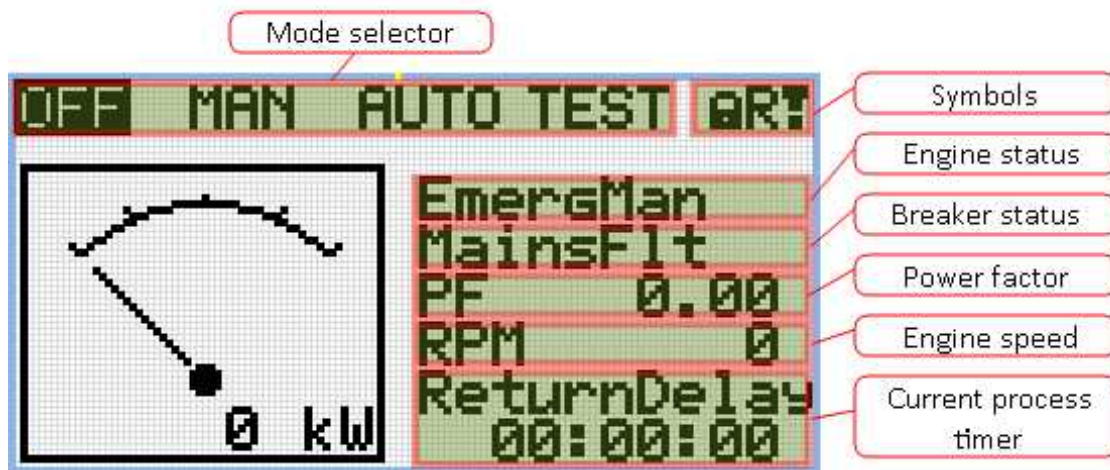 Mode selector
OFF MAN AUTO TEST R!
Symbols
Engine status
EmergMan
Breaker status
MainsFlt
Power factor
PF 0.00
Engine speed
RPM 0
Current process
timer
ReturnDelay
00:00:00
0 kW